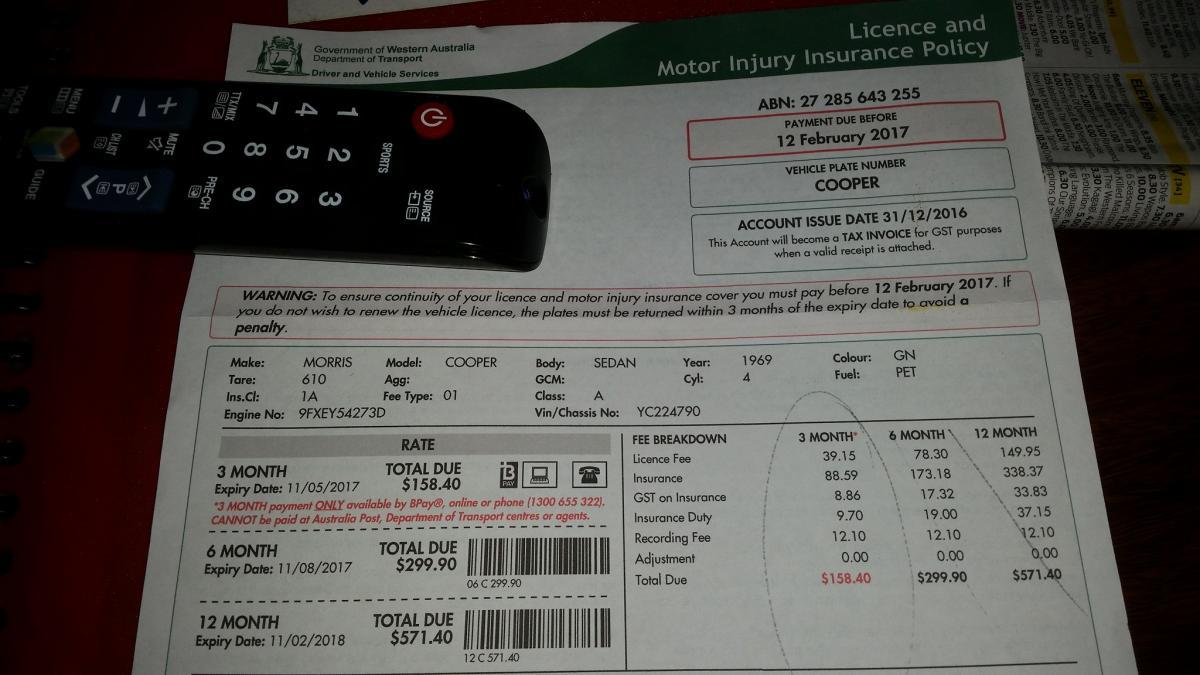 Government of Western Australia
Department of Transport
Driver and Vehicle Services
Licence and
Motor Injury Insurance Policy
ABN: 27 285 643 255
PAYMENT DUE BEFORE
12 February 2017
VEHICLE PLATE NUMBER
COOPER
ACCOUNT ISSUE DATE 31/12/2016
This Account will become a TAX INVOICE for GST purposes
when a valid receipt is attached.
WARNING: To ensure continuity of your licence and motor injury insurance cover you must pay before 12 February 2017. If
you do not wish to renew the vehicle licence, the plates must be returned within 3 months of the expiry date to avoid a
penalty.
Make: MORRIS Model: COOPER Body: SEDAN Year: 1969 Colour: GN
Tare: 610 Agg: GCM: Cyl: 4 Fuel: PET
Ins.Cl: 1A Fee Type: 01 Class: A
Engine No: 9FXEY54273D Vin/Chassis No: YC224790
RATE
3 MONTH TOTAL DUE
Expiry Date: 11/05/2017 $158.40
B PAY
*3 MONTH payment ONLY available by BPay®, online or phone (1300 655 322).
CANNOT be paid at Australia Post, Department of Transport centres or agents.
6 MONTH TOTAL DUE
Expiry Date: 11/08/2017 $299.90
06 C 299.90
12 MONTH TOTAL DUE
Expiry Date: 11/02/2018 $571.40
12 C 571.40
FEE BREAKDOWN 3 MONTH* 6 MONTH 12 MONTH
Licence Fee 39.15 78.30 149.95
Insurance 88.59 173.18 338.37
GST on Insurance 8.86 17.32 33.83
Insurance Duty 9.70 19.00 37.15
Recording Fee 12.10 12.10 12.10
Adjustment 0.00 0.00 0.00
Total Due $158.40 $299.90 $571.40
SPORTS
SOURCE
1 2 3
4 5 6
7 8 9
TTX/MIX 0 PRE-CH
MUTE
MENU CH LIST
P
TOOLS
GUIDE
ELEVEN